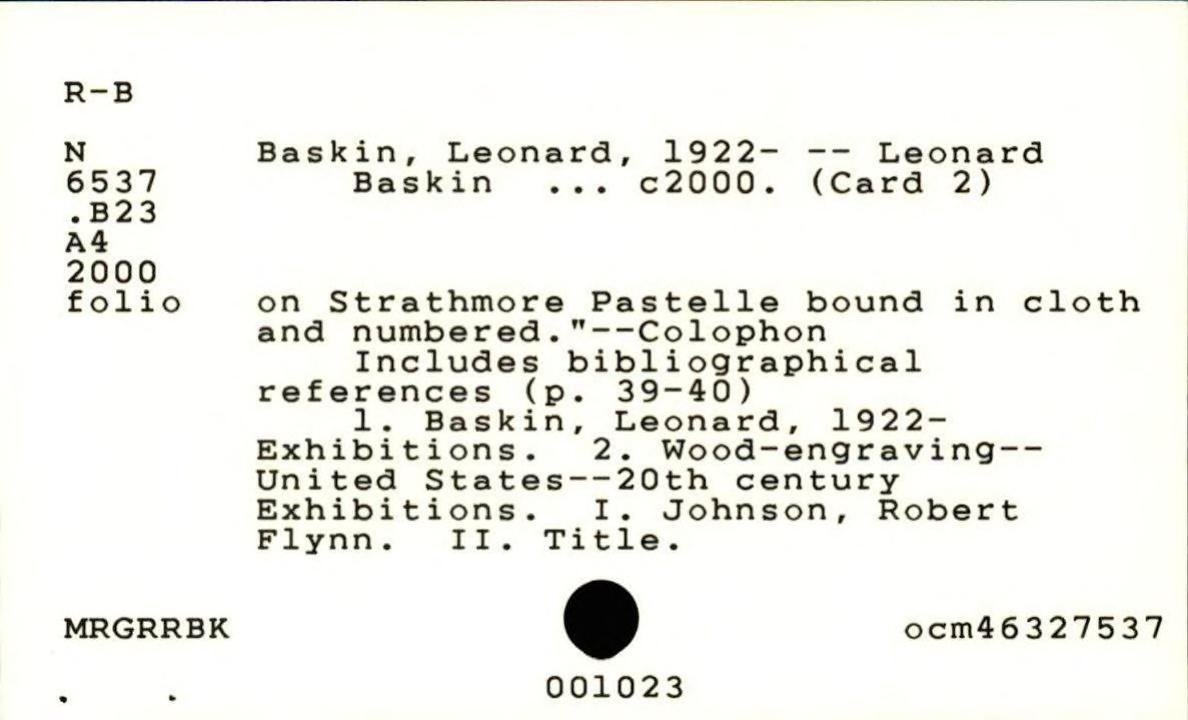 R-B
N Baskin, Leonard, 1922- -- Leonard
6537 Baskin ... c2000. (Card 2)
.B23
A4
2000
folio on Strathmore Pastelle bound in cloth
and numbered."--Colophon
Includes bibliographical
references (p. 39-40)
1. Baskin, Leonard, 1922-
Exhibitions. 2. Wood-engraving--
United States--20th century
Exhibitions. I. Johnson, Robert
Flynn. II. Title.
MRGRRBK ocm46327537
001023